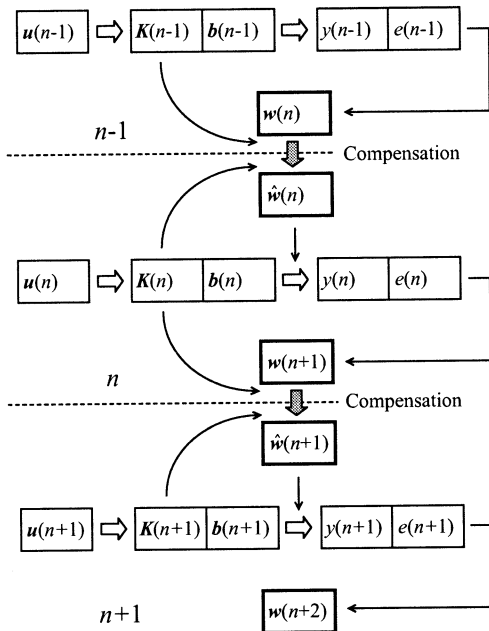 u(n-1) K(n-1) b(n-1) y(n-1) e(n-1)
w(n)
n-1
Compensation
ŵ(n)
u(n) K(n) b(n) y(n) e(n)
w(n+1)
n
Compensation
ŵ(n+1)
u(n+1) K(n+1) b(n+1) y(n+1) e(n+1)
n+1
w(n+2)